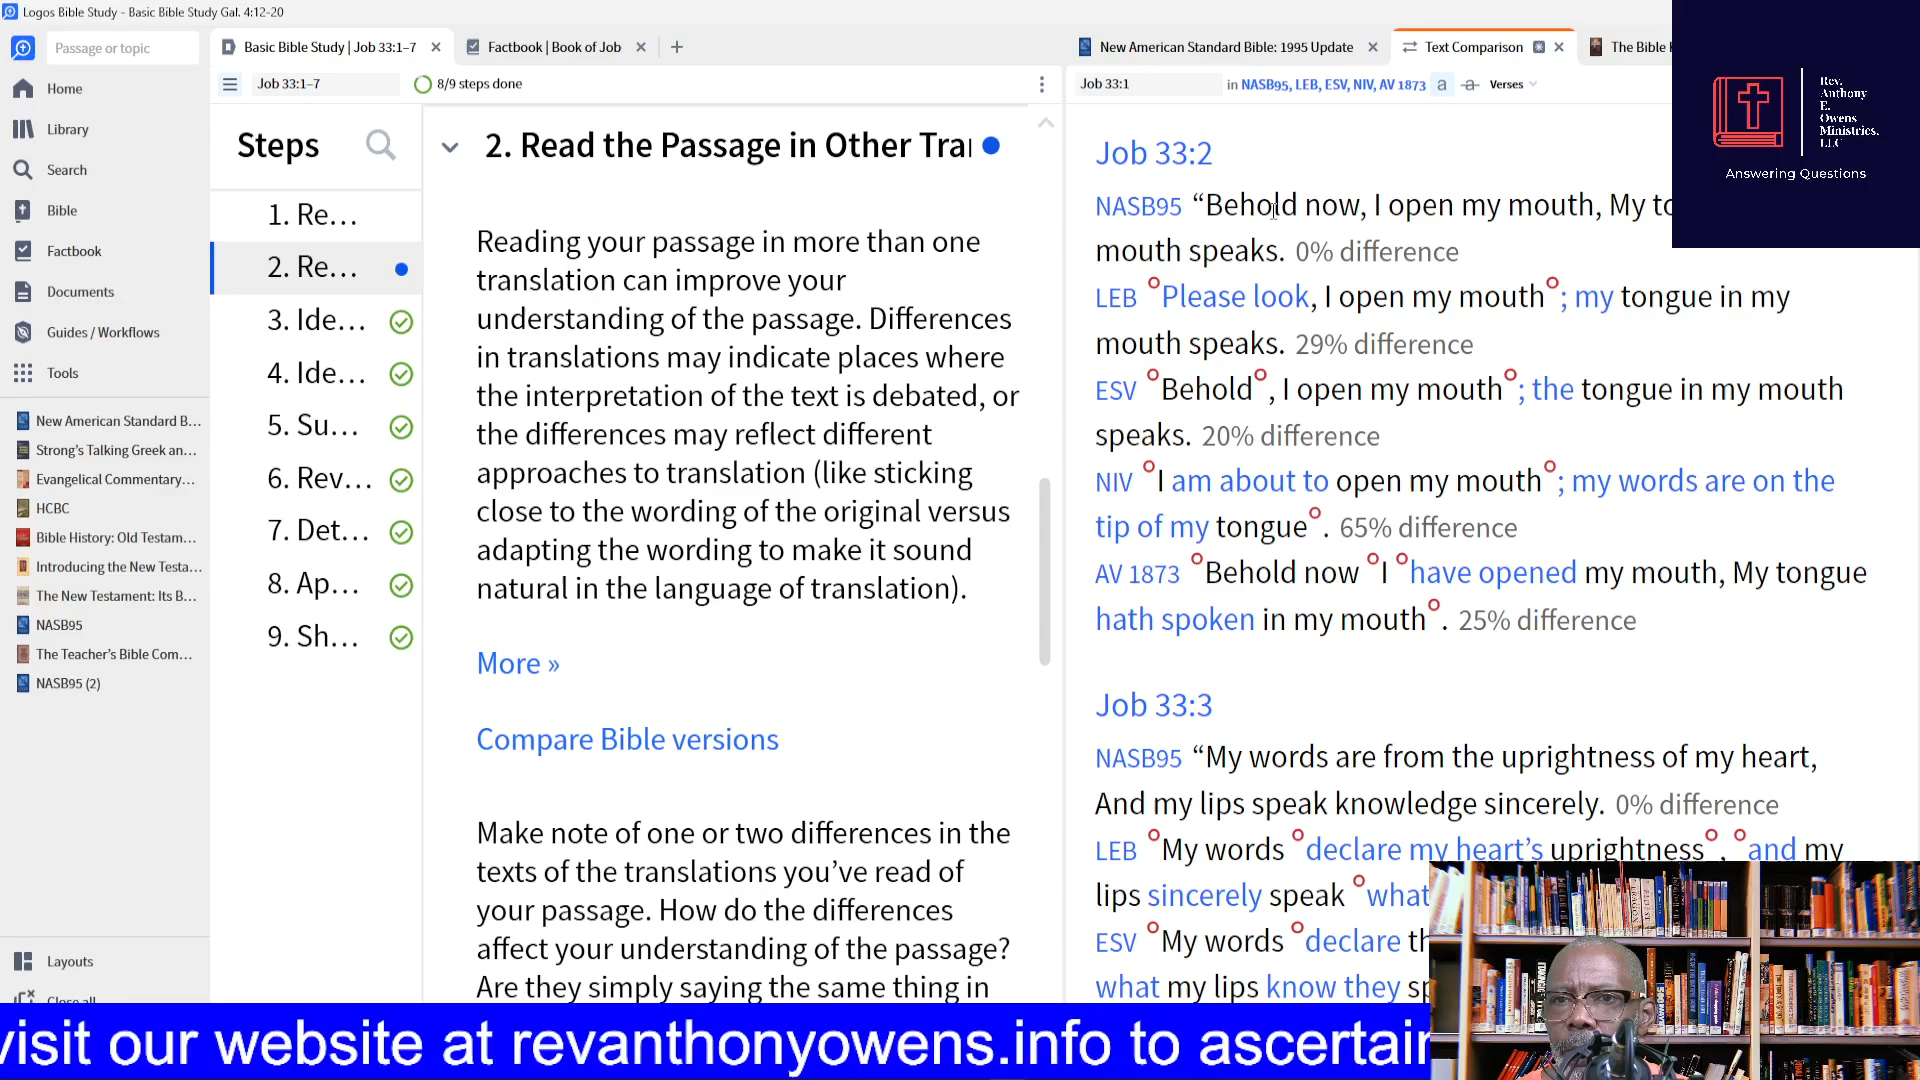 Logos Bible Study - Basic Bible Study Gal. 4:12-20
Passage or topic
Home
Library
Search
Bible
Factbook
Documents
Guides / Workflows
Tools
New American Standard B...
Strong's Talking Greek an...
Evangelical Commentary...
HCBC
Bible History: Old Testam...
Introducing the New Testa...
The New Testament: Its B...
NASB95
The Teacher's Bible Com...
NASB95 (2)
Layouts
Close all
Basic Bible Study | Job 33:1–7
Factbook | Book of Job
Job 33:1–7
8/9 steps done
Steps
1. Re...
2. Re...
3. Ide...
4. Ide...
5. Su...
6. Rev...
7. Det...
8. Ap...
9. Sh...
2. Read the Passage in Other Tra
Reading your passage in more than one
translation can improve your
understanding of the passage. Differences
in translations may indicate places where
the interpretation of the text is debated, or
the differences may reflect different
approaches to translation (like sticking
close to the wording of the original versus
adapting the wording to make it sound
natural in the language of translation).
More »
Compare Bible versions
Make note of one or two differences in the
texts of the translations you've read of
your passage. How do the differences
affect your understanding of the passage?
Are they simply saying the same thing in
New American Standard Bible: 1995 Update
Text Comparison
The Bible
Job 33:1
in NASB95, LEB, ESV, NIV, AV 1873
a
a
Verses
Job 33:2
NASB95 “Behold now, I open my mouth, My to
mouth speaks. 0% difference
LEB Please look, I open my mouth; my tongue in my
mouth speaks. 29% difference
ESV Behold, I open my mouth; the tongue in my mouth
speaks. 20% difference
NIV I am about to open my mouth; my words are on the
tip of my tongue. 65% difference
AV 1873 Behold now I have opened my mouth, My tongue
hath spoken in my mouth. 25% difference
Job 33:3
NASB95 “My words are from the uprightness of my heart,
And my lips speak knowledge sincerely. 0% difference
LEB My words declare my heart's uprightness, and my
lips sincerely speak what
ESV My words declare th
what my lips know they sp
Rev.
Anthony
E.
Owens
Ministries,
LLC
Answering Questions
visit our website at revanthonyowens.info to ascertain